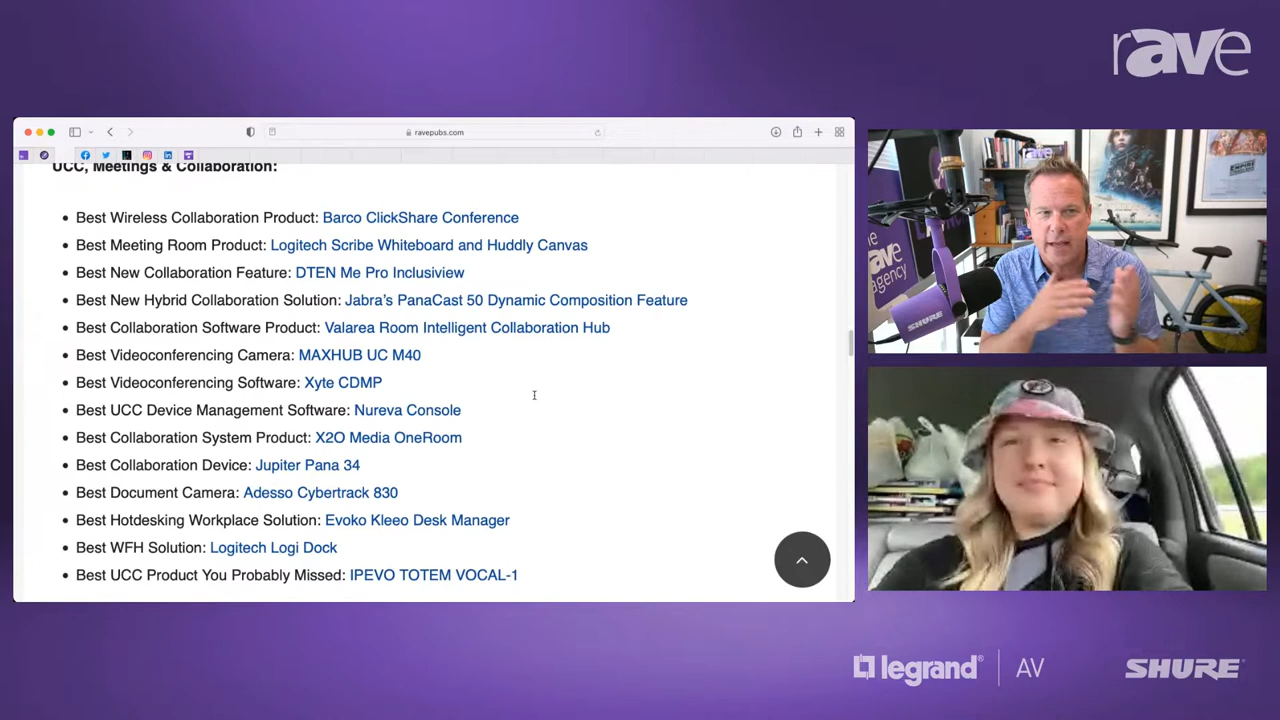 rave
ravepubs.com
UCC, Meetings & Collaboration:
Best Wireless Collaboration Product: Barco ClickShare Conference
Best Meeting Room Product: Logitech Scribe Whiteboard and Huddly Canvas
Best New Collaboration Feature: DTEN Me Pro Inclusiview
Best New Hybrid Collaboration Solution: Jabra’s PanaCast 50 Dynamic Composition Feature
Best Collaboration Software Product: Valarea Room Intelligent Collaboration Hub
Best Videoconferencing Camera: MAXHUB UC M40
Best Videoconferencing Software: Xyte CDMP
Best UCC Device Management Software: Nureva Console
Best Collaboration System Product: X2O Media OneRoom
Best Collaboration Device: Jupiter Pana 34
Best Document Camera: Adesso Cybertrack 830
Best Hotdesking Workplace Solution: Evoko Kleeo Desk Manager
Best WFH Solution: Logitech Logi Dock
Best UCC Product You Probably Missed: IPEVO TOTEM VOCAL-1
rave
the
rave
agency
SHURE
EMPIRE
legrand® | AV
SHURE